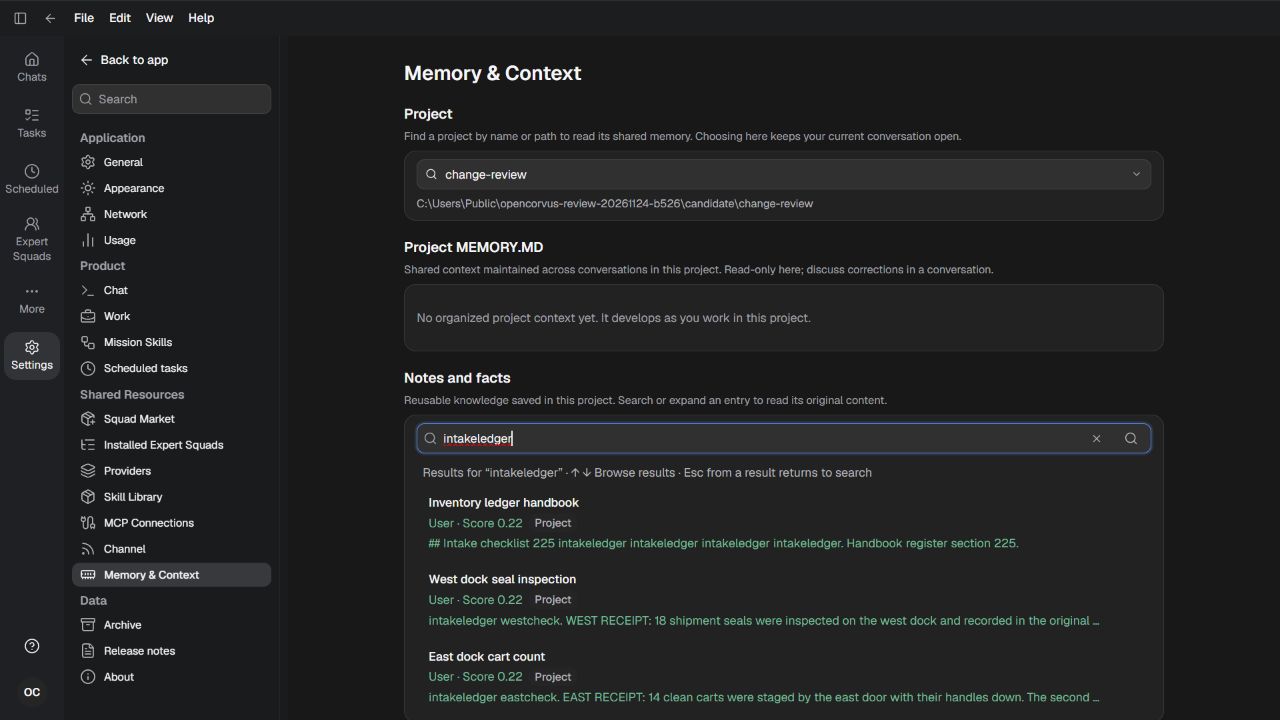 File Edit View Help
Chats
Tasks
Scheduled
Expert
Squads
More
Settings
OC
Back to app
Search
Application
General
Appearance
Network
Usage
Product
Chat
Work
Mission Skills
Scheduled tasks
Shared Resources
Squad Market
Installed Expert Squads
Providers
Skill Library
MCP Connections
Channel
Memory & Context
Data
Archive
Release notes
About
Memory & Context
Project
Find a project by name or path to read its shared memory. Choosing here keeps your current conversation open.
change-review
C:\Users\Public\opencorvus-review-20261124-b526\candidate\change-review
Project MEMORY.MD
Shared context maintained across conversations in this project. Read-only here; discuss corrections in a conversation.
No organized project context yet. It develops as you work in this project.
Notes and facts
Reusable knowledge saved in this project. Search or expand an entry to read its original content.
intakeledger
Results for “intakeledger” · ↑ ↓ Browse results · Esc from a result returns to search
Inventory ledger handbook
User · Score 0.22 Project
## Intake checklist 225 intakeledger intakeledger intakeledger intakeledger. Handbook register section 225.
West dock seal inspection
User · Score 0.22 Project
intakeledger westcheck. WEST RECEIPT: 18 shipment seals were inspected on the west dock and recorded in the original ...
East dock cart count
User · Score 0.22 Project
intakeledger eastcheck. EAST RECEIPT: 14 clean carts were staged by the east door with their handles down. The second ...